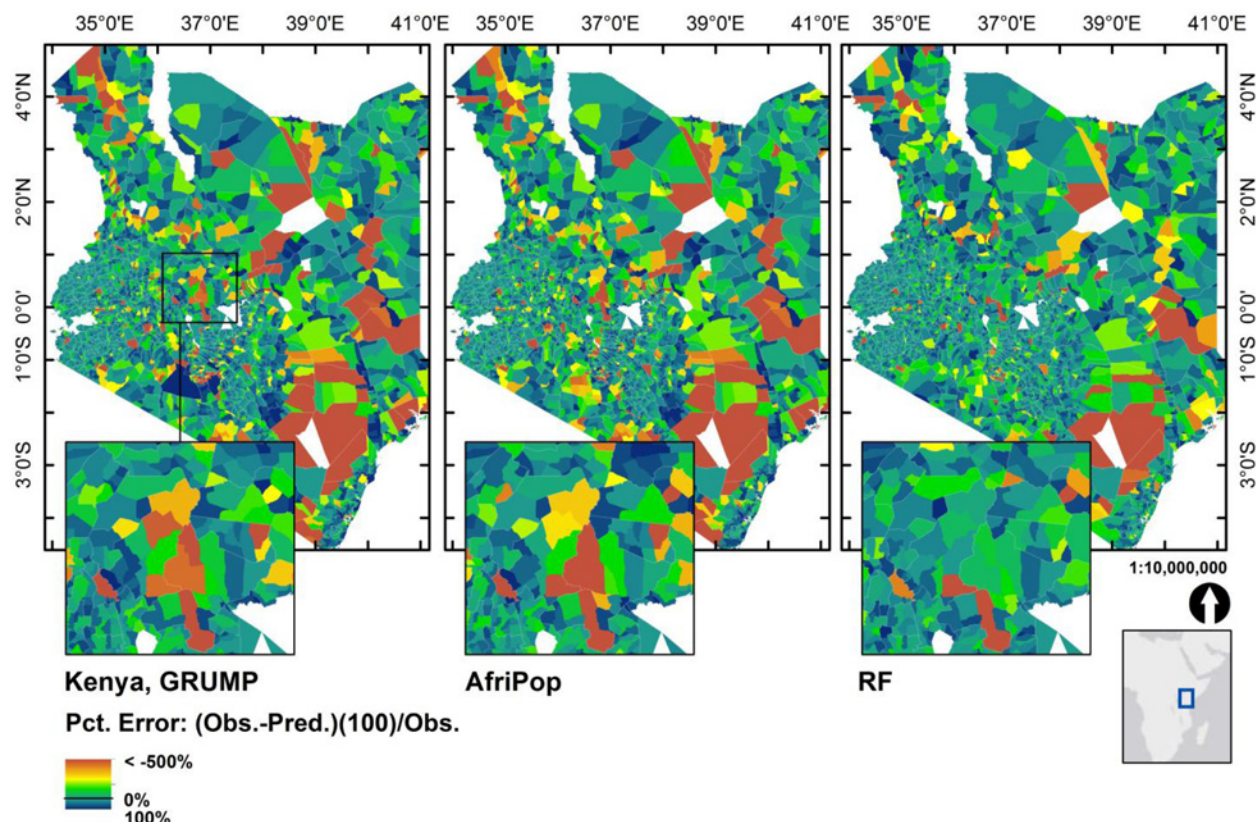 35°0'E 37°0'E 39°0'E 41°0'E 35°0'E 37°0'E 39°0'E 41°0'E 35°0'E 37°0'E 39°0'E 41°0'E
4°0'N 4°0'N
2°0'N 2°0'N
0°0' 0°0'
1°0'S 1°0'S
3°0'S 3°0'S
1:10,000,000
Kenya, GRUMP AfriPop RF
Pct. Error: (Obs.-Pred.)(100)/Obs.
< -500%
0%
100%